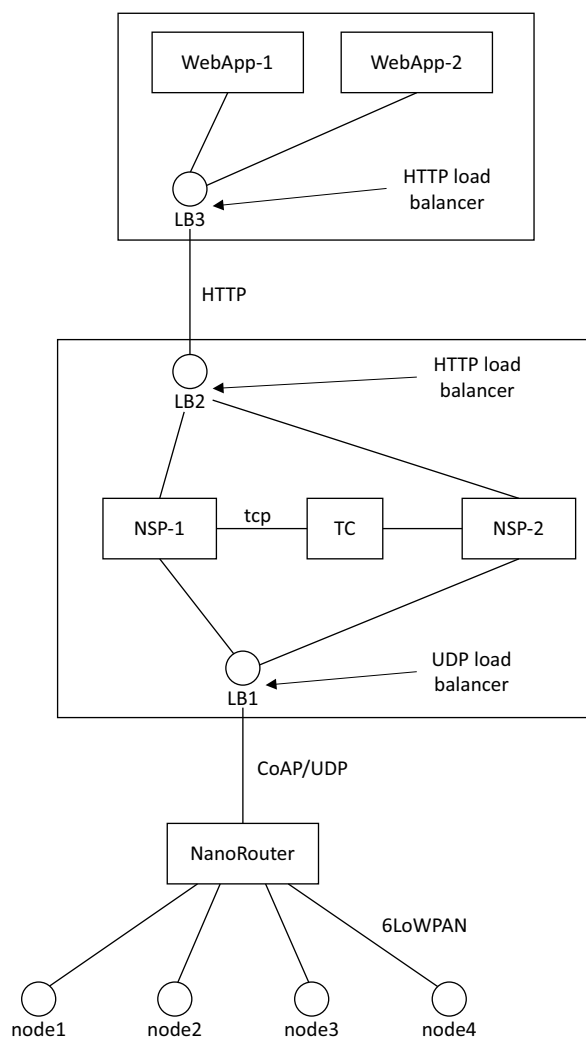 WebApp-1
WebApp-2
HTTP load
balancer
LB3
HTTP
HTTP load
balancer
LB2
tcp
NSP-1
TC
NSP-2
UDP load
balancer
LB1
CoAP/UDP
NanoRouter
6LoWPAN
node1
node2
node3
node4